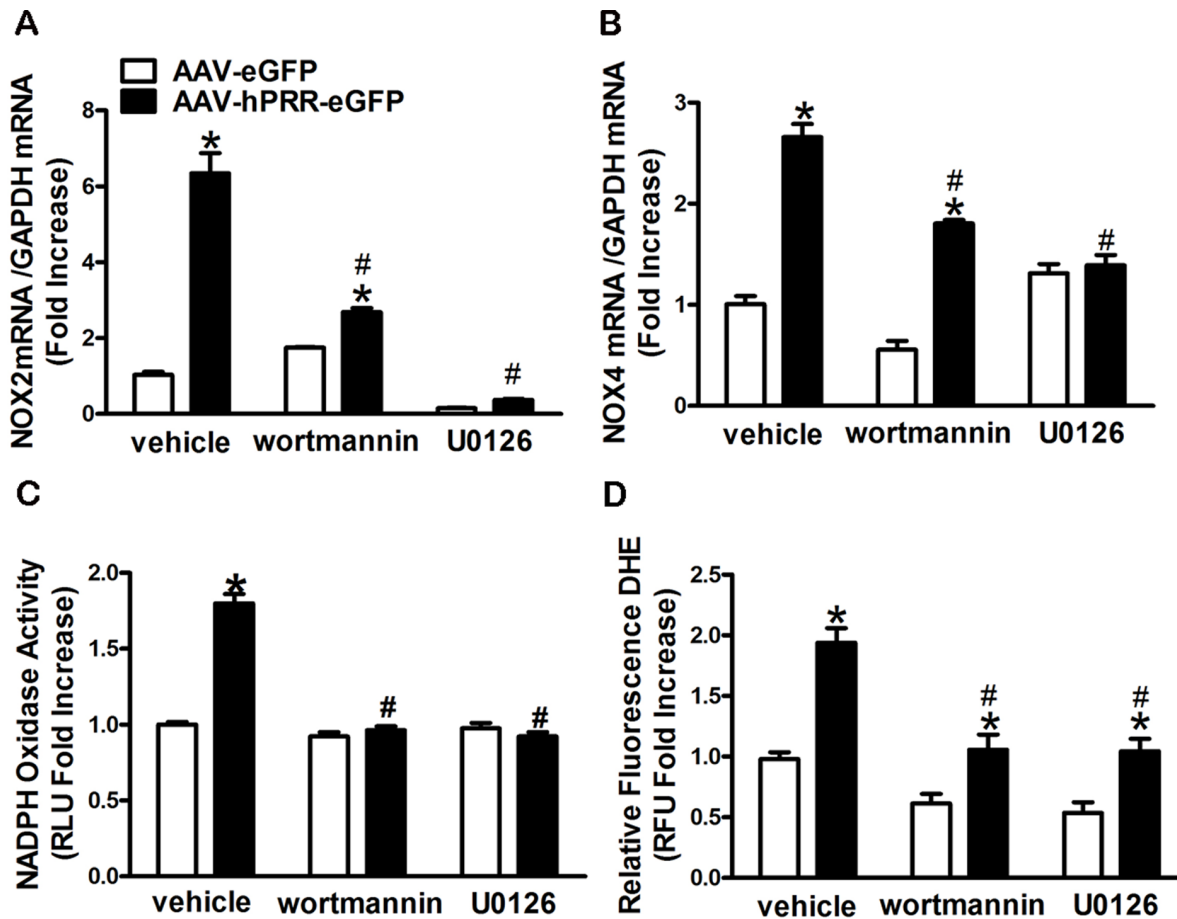 A
AAV-eGFP
AAV-hPRR-eGFP
NOX2mRNA /GAPDH mRNA
(Fold Increase)
8
6
4
2
0
*
#
*
#
vehicle wortmannin U0126
B
NOX4 mRNA /GAPDH mRNA
(Fold Increase)
3
2
1
0
*
#
*
#
vehicle wortmannin U0126
C
NADPH Oxidase Activity
(RLU Fold Increase)
2.0
1.5
1.0
0.5
0.0
*
#
#
vehicle wortmannin U0126
D
Relative Fluorescence DHE
(RFU Fold Increase)
2.5
2.0
1.5
1.0
0.5
0.0
*
#
*
#
*
vehicle wortmannin U0126